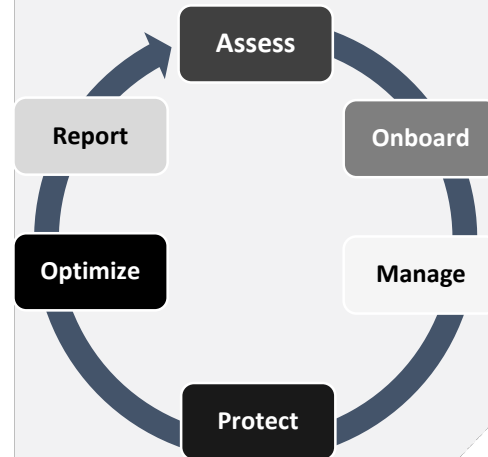 Assess
Onboard
Manage
Protect
Optimize
Report